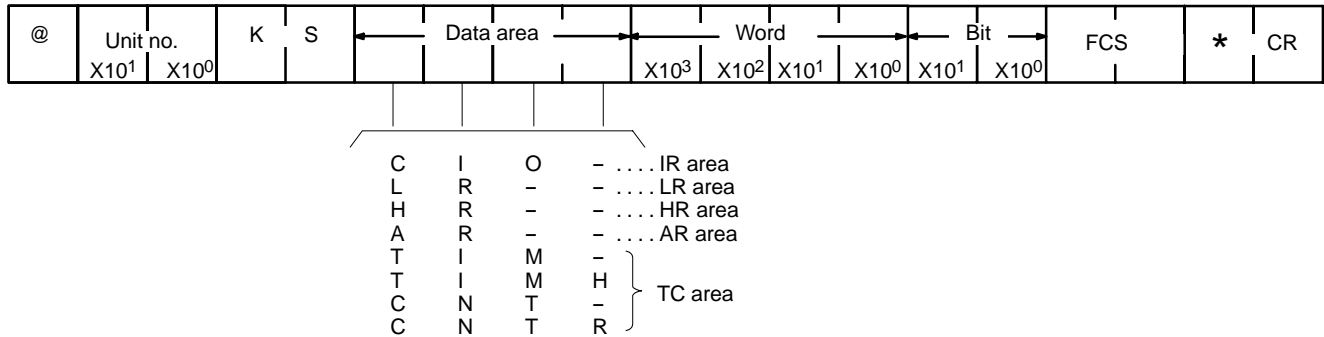 @ Unit no. K S Data area Word Bit FCS * CR
X10¹ X10⁰ X10³ X10² X10¹ X10⁰ X10¹ X10⁰
C I O – . . . . IR area
L R – – . . . . LR area
H R – – . . . . HR area
A R – – . . . . AR area
T I M –
T I M H
TC area
C N T –
C N T R